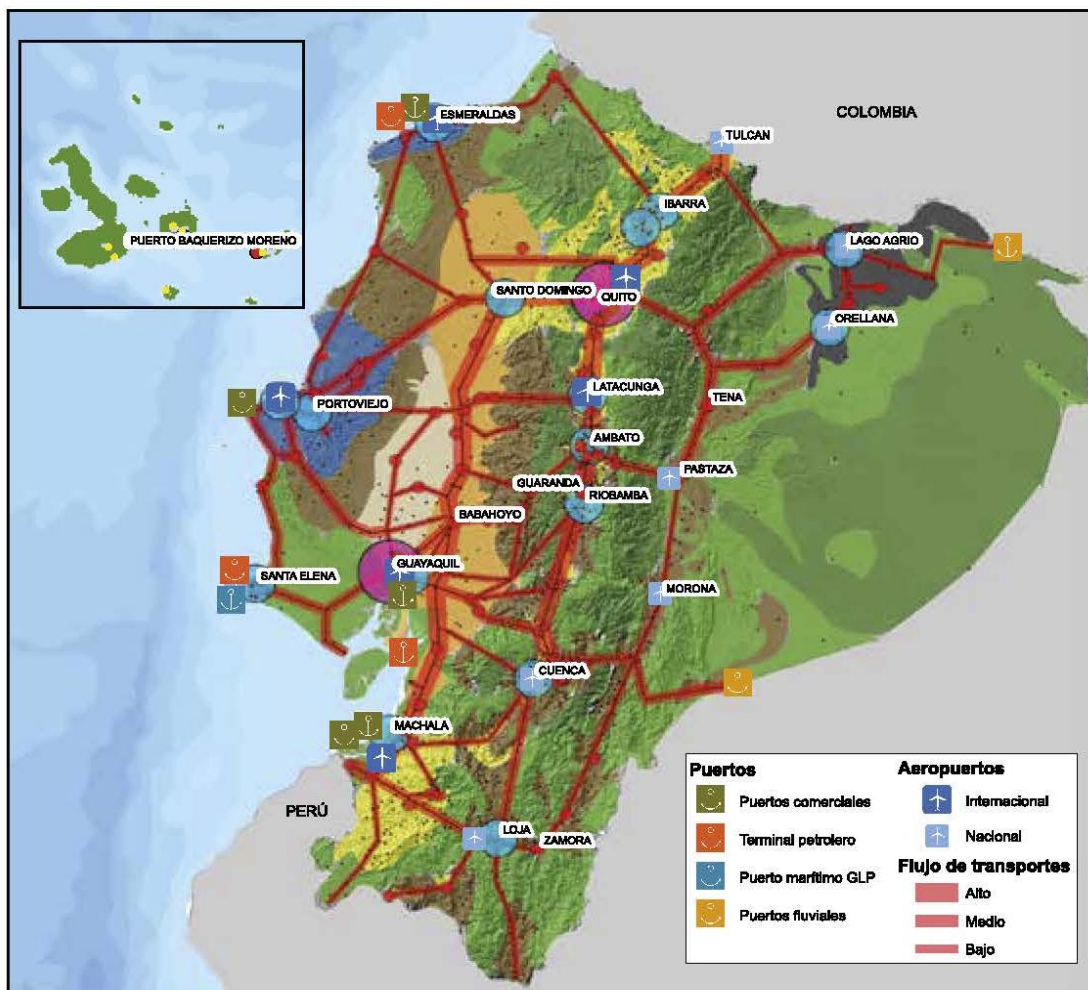 COLOMBIA
ESMERALDAS
TULCAN
IBARRA
PUERTO BAQUERIZO MORENO
LAGO AGRIO
SANTO DOMINGO
QUITO
ORELLANA
LATACUNGA
TENA
PORTOVIEJO
AMBATO
PASTAZA
GUARANDA
RIOBAMBA
BABAHOYO
GUAYAQUIL
SANTA ELENA
MORONA
CUENCA
MACHALA
PERÚ
LOJA
ZAMORA
Puertos
Puertos comerciales
Terminal petrolero
Puerto marítimo GLP
Puertos fluviales
Aeropuertos
Internacional
Nacional
Flujo de transportes
Alto
Medio
Bajo